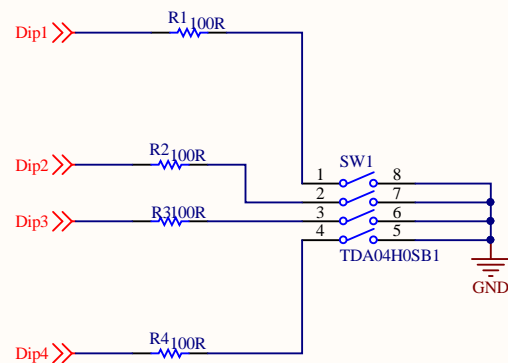 Dip1
R1 100R
Dip2
R2 100R
Dip3
R3 100R
Dip4
R4 100R
SW1
1 8
2 7
3 6
4 5
TDA04H0SB1
GND